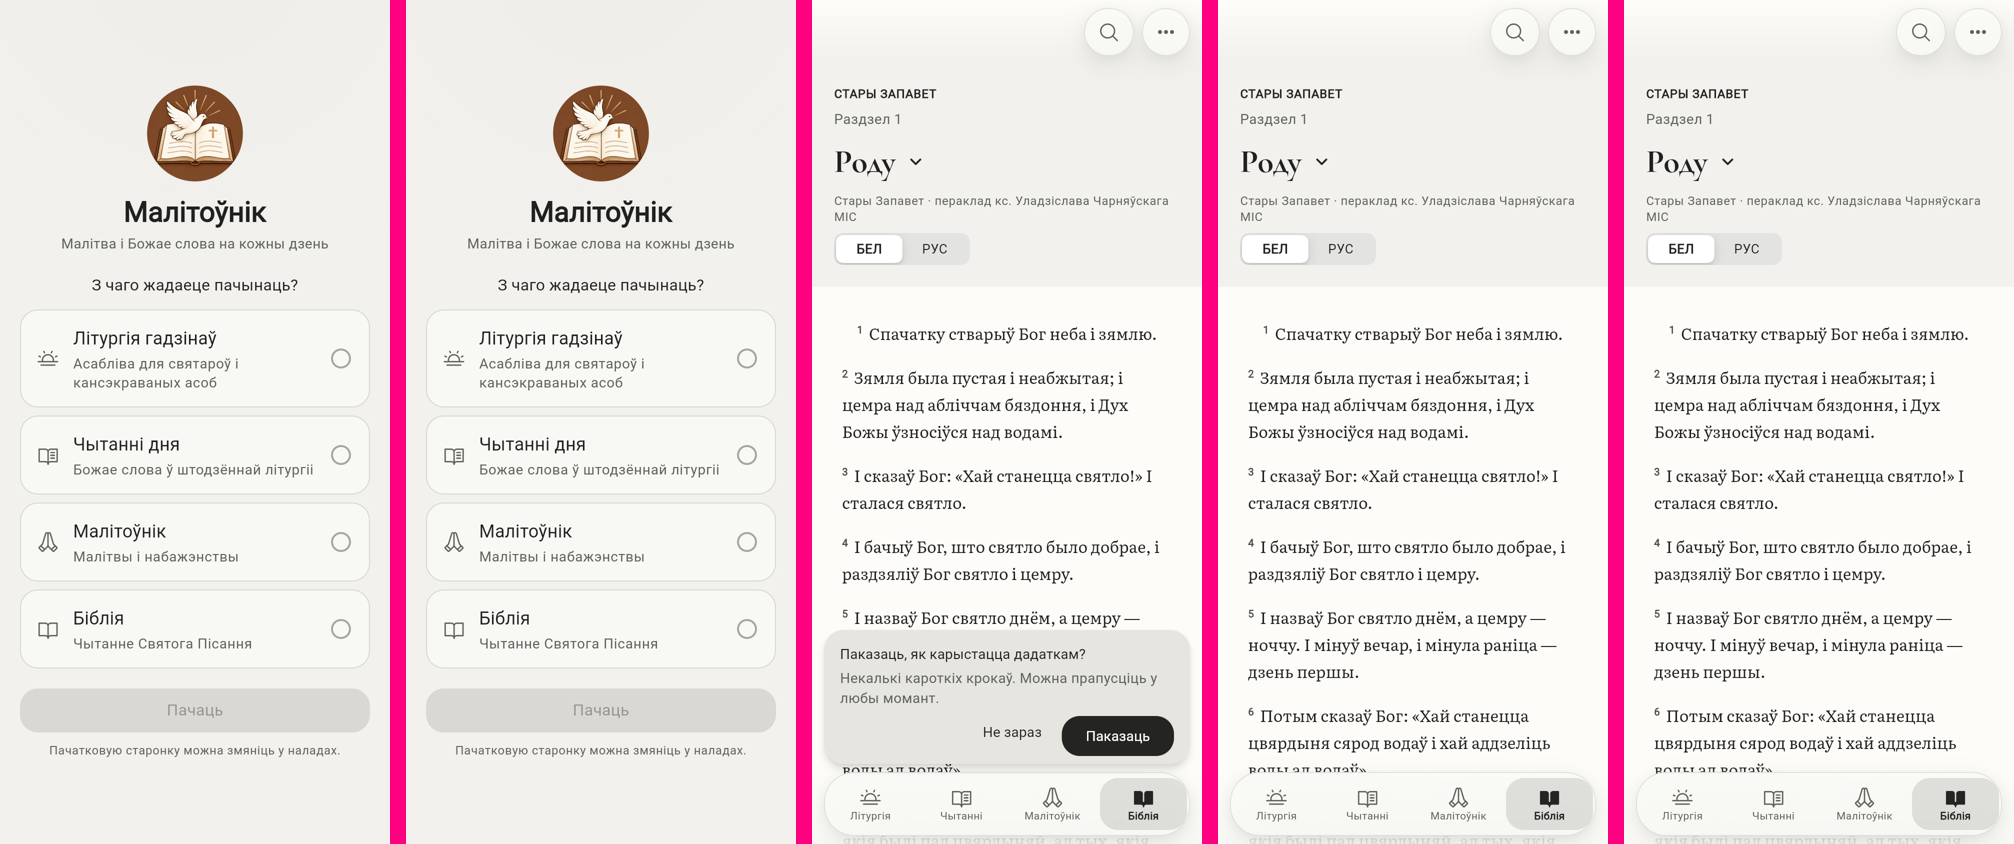 Малітоўнік
Малітва і Божае слова на кожны дзень
З чаго жадаеце пачынаць?
Літургія гадзінаў
Асабліва для святароў і
кансэкраваных асоб
Чытанні дня
Божае слова ў штодзённай літургіі
Малітоўнік
Малітвы і набажэнствы
Біблія
Чытанне Святога Пісання
Пачаць
Пачатковую старонку можна змяніць у наладах.
Малітоўнік
Малітва і Божае слова на кожны дзень
З чаго жадаеце пачынаць?
Літургія гадзінаў
Асабліва для святароў і
кансэкраваных асоб
Чытанні дня
Божае слова ў штодзённай літургіі
Малітоўнік
Малітвы і набажэнствы
Біблія
Чытанне Святога Пісання
Пачаць
Пачатковую старонку можна змяніць у наладах.
СТАРЫ ЗАПАВЕТ
Раздзел 1
Роду
Стары Запавет · пераклад кс. Уладзіслава Чарняўскага
МІС
БЕЛ РУС
1 Спачатку стварыў Бог неба і зямлю.
2 Зямля была пустая і неабжытая; і
цемра над абліччам бяздоння, і Дух
Божы ўзносіўся над водамі.
3 І сказаў Бог: «Хай станецца святло!» І
сталася святло.
4 І бачыў Бог, што святло было добрае, і
раздзяліў Бог святло і цемру.
5 І назваў Бог святло днём, а цемру —
Паказаць, як карыстацца дадаткам?
Некалькі кароткіх крокаў. Можна прапусціць у
любы момант.
Не зараз Паказаць
воды ад водаў».
Літургія Чытанні Малітоўнік Біблія
СТАРЫ ЗАПАВЕТ
Раздзел 1
Роду
Стары Запавет · пераклад кс. Уладзіслава Чарняўскага
МІС
БЕЛ РУС
1 Спачатку стварыў Бог неба і зямлю.
2 Зямля была пустая і неабжытая; і
цемра над абліччам бяздоння, і Дух
Божы ўзносіўся над водамі.
3 І сказаў Бог: «Хай станецца святло!» І
сталася святло.
4 І бачыў Бог, што святло было добрае, і
раздзяліў Бог святло і цемру.
5 І назваў Бог святло днём, а цемру —
ноччу. І мінуў вечар, і мінула раніца —
дзень першы.
6 Потым сказаў Бог: «Хай станецца
цвярдыня сярод водаў і хай аддзеліць
воды ад водаў».
Літургія Чытанні Малітоўнік Біблія
СТАРЫ ЗАПАВЕТ
Раздзел 1
Роду
Стары Запавет · пераклад кс. Уладзіслава Чарняўскага
МІС
БЕЛ РУС
1 Спачатку стварыў Бог неба і зямлю.
2 Зямля была пустая і неабжытая; і
цемра над абліччам бяздоння, і Дух
Божы ўзносіўся над водамі.
3 І сказаў Бог: «Хай станецца святло!» І
сталася святло.
4 І бачыў Бог, што святло было добрае, і
раздзяліў Бог святло і цемру.
5 І назваў Бог святло днём, а цемру —
ноччу. І мінуў вечар, і мінула раніца —
дзень першы.
6 Потым сказаў Бог: «Хай станецца
цвярдыня сярод водаў і хай аддзеліць
воды ад водаў».
Літургія Чытанні Малітоўнік Біблія